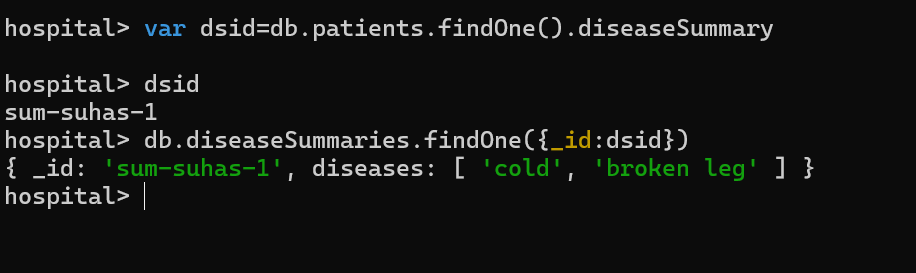 hospital> var dsid=db.patients.findOne().diseaseSummary
hospital> dsid
sum-suhas-1
hospital> db.diseaseSummaries.findOne({_id:dsid})
{ _id: 'sum-suhas-1', diseases: [ 'cold', 'broken leg' ] }
hospital>